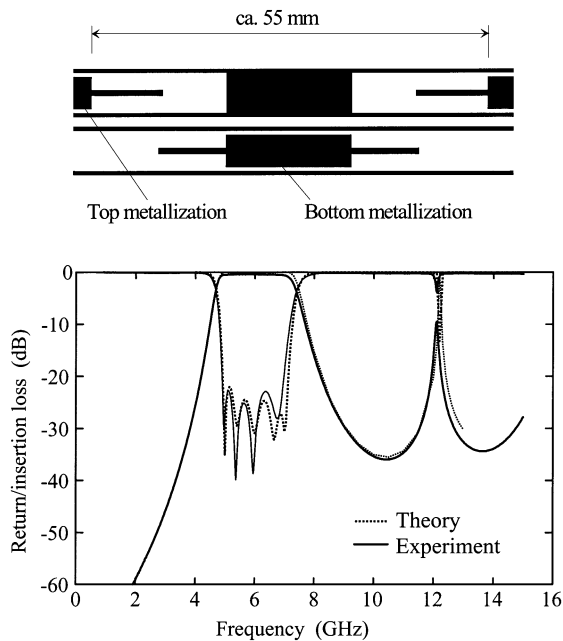 ca. 55 mm
Top metallization
Bottom metallization
0
-10
-20
-30
-40
-50
-60
Return/insertion loss (dB)
Theory
Experiment
0 2 4 6 8 10 12 14 16
Frequency (GHz)